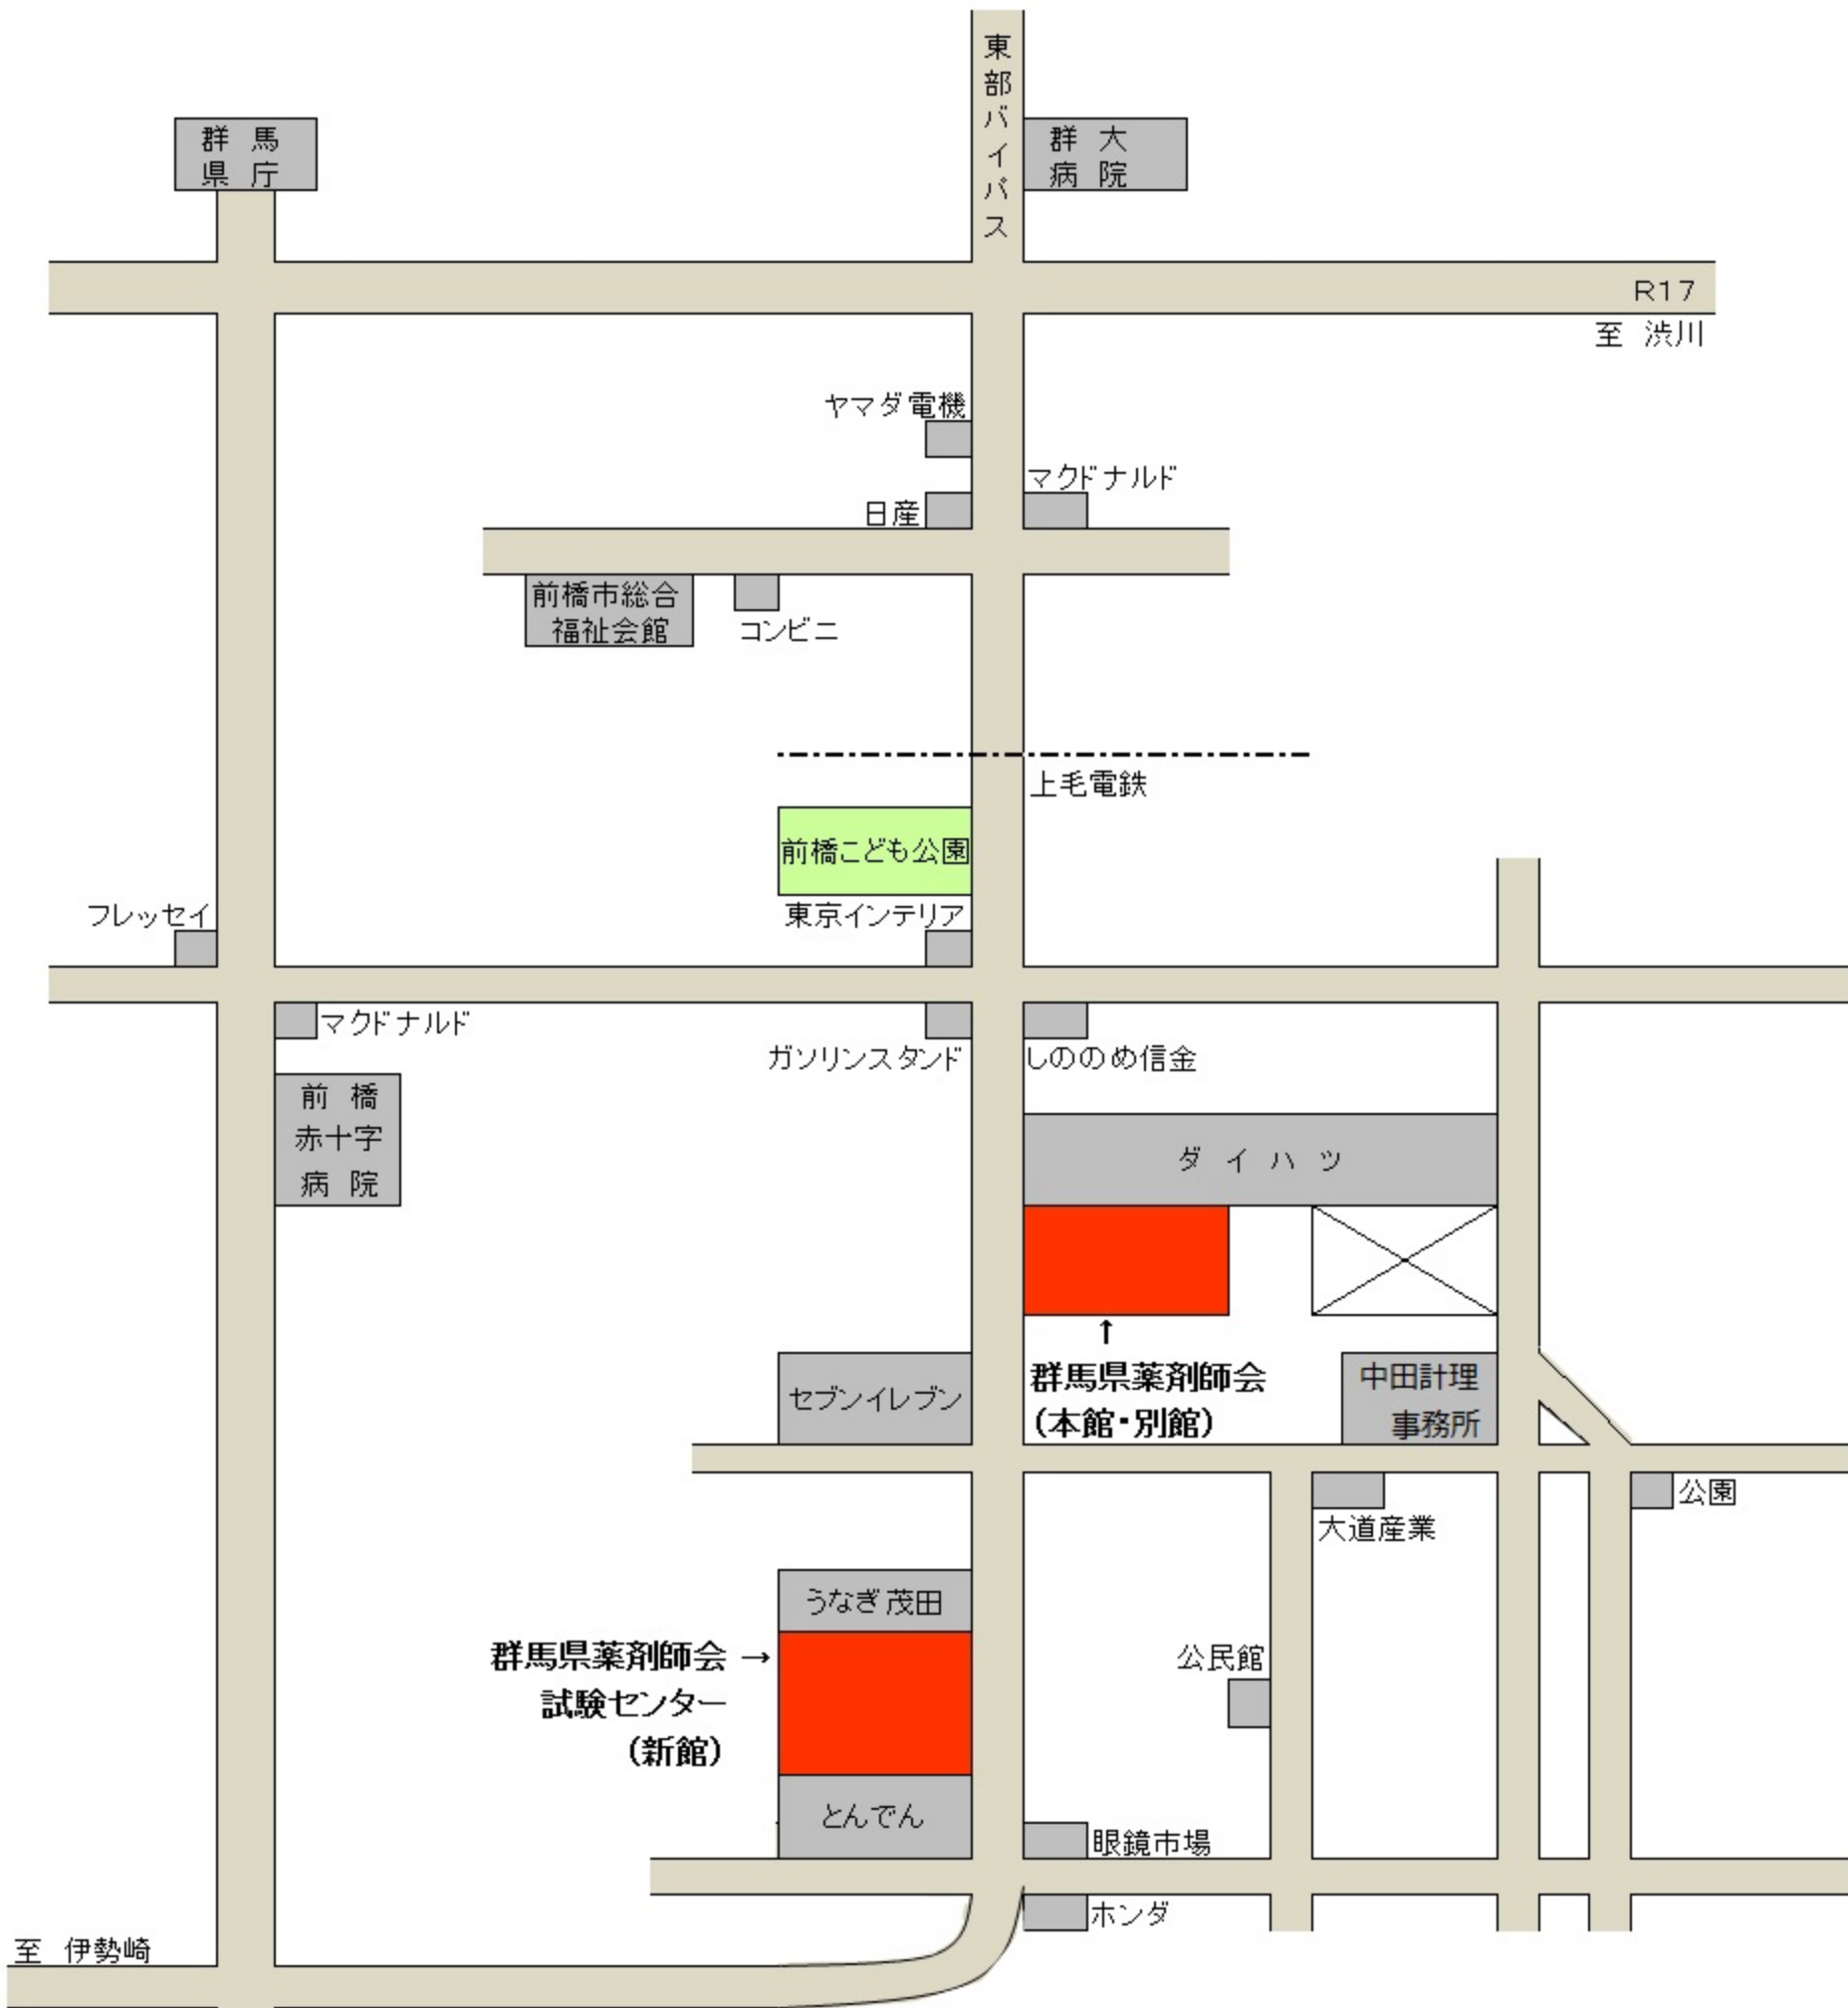 東部バイパス
群馬
県庁
群大
病院
R17
至 渋川
ヤマダ電機
マクドナルド
日産
前橋市総合
福祉会館
コンビニ
上毛電鉄
前橋こども公園
フレッセイ
東京インテリア
マクドナルド
ガソリンスタンド
しののめ信金
前橋
赤十字
病院
ダイハツ
↑
群馬県薬剤師会
(本館・別館)
セブンイレブン
中田計理
事務所
公園
大道産業
うなぎ茂田
群馬県薬剤師会 →
試験センター
(新館)
公民館
とんでん
眼鏡市場
ホンダ
至 伊勢崎